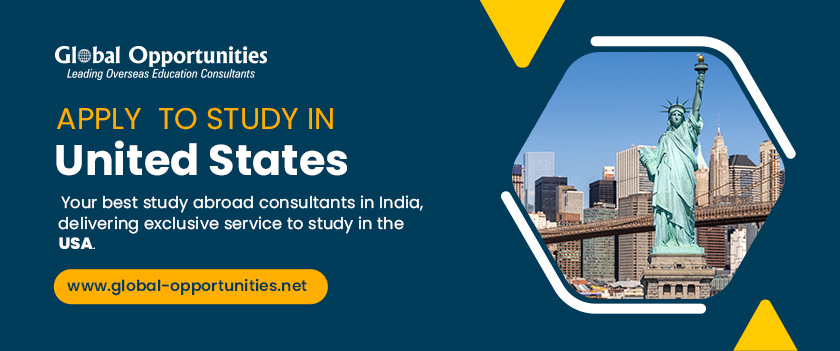 Global Opportunities
Leading Overseas Education Consultants
APPLY TO STUDY IN
United States
Your best study abroad consultants in India,
delivering exclusive service to study in the
USA.
www.global-opportunities.net